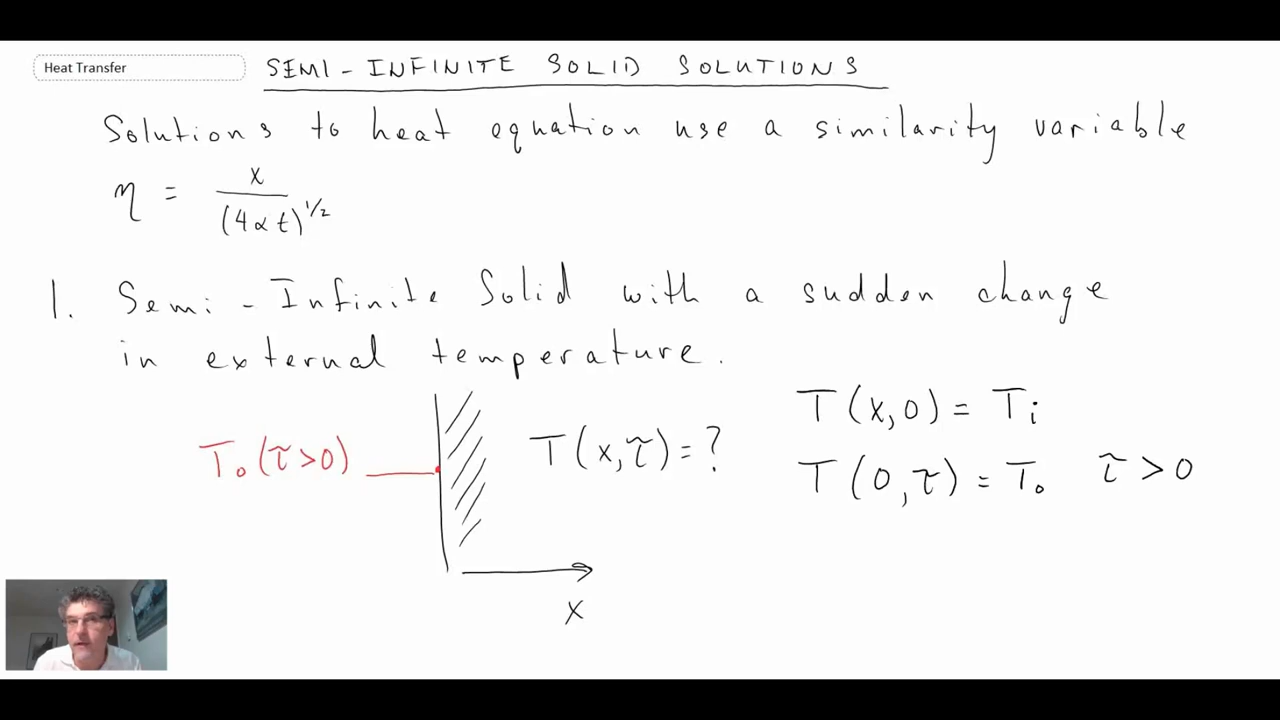 Heat Transfer
SEMI-INFINITE SOLID SOLUTIONS
Solutions to heat equation use a similarity variable
η = x / (4αt)^1/2
1. Semi-Infinite Solid with a sudden change
in external temperature.
T(x,0) = Ti
T₀(τ>0)
T(x,τ)=?
T(0,τ) = T₀ τ>0
x